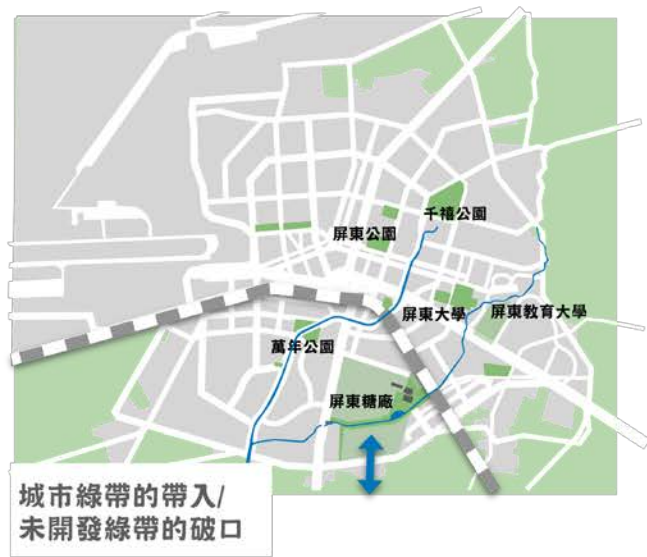 千禧公園
屏東公園
屏東大學
屏東教育大學
萬年公園
屏東糖廠
城市綠帶的帶入/
未開發綠帶的破口